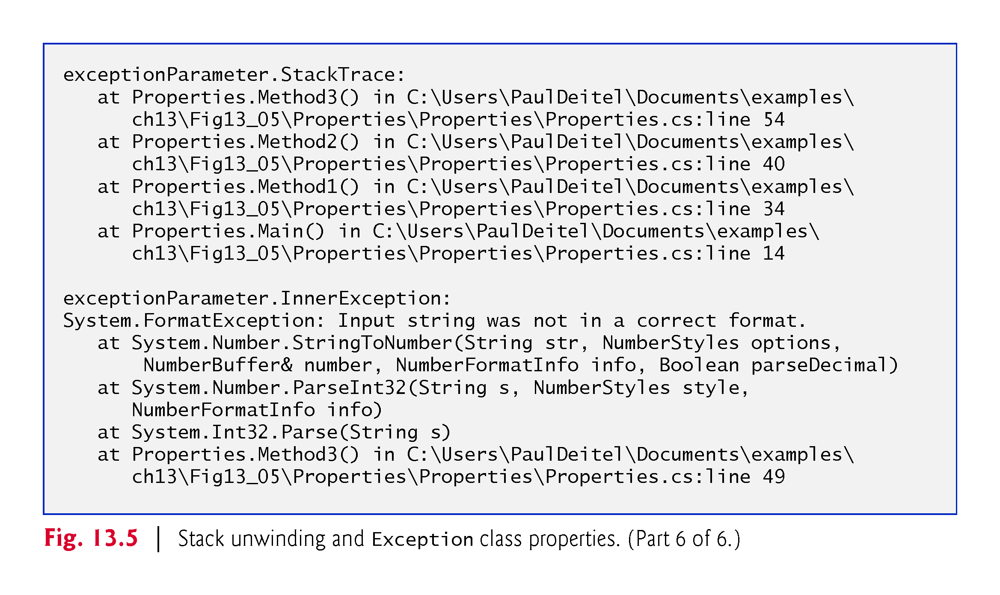 exceptionParameter.StackTrace:
   at Properties.Method3() in C:\Users\PaulDeitel\Documents\examples\
      ch13\Fig13_05\Properties\Properties\Properties.cs:line 54
   at Properties.Method2() in C:\Users\PaulDeitel\Documents\examples\
      ch13\Fig13_05\Properties\Properties\Properties.cs:line 40
   at Properties.Method1() in C:\Users\PaulDeitel\Documents\examples\
      ch13\Fig13_05\Properties\Properties\Properties.cs:line 34
   at Properties.Main() in C:\Users\PaulDeitel\Documents\examples\
      ch13\Fig13_05\Properties\Properties\Properties.cs:line 14
exceptionParameter.InnerException:
System.FormatException: Input string was not in a correct format.
   at System.Number.StringToNumber(String str, NumberStyles options,
       NumberBuffer& number, NumberFormatInfo info, Boolean parseDecimal)
   at System.Number.ParseInt32(String s, NumberStyles style,
      NumberFormatInfo info)
   at System.Int32.Parse(String s)
   at Properties.Method3() in C:\Users\PaulDeitel\Documents\examples\
      ch13\Fig13_05\Properties\Properties\Properties.cs:line 49
Fig. 13.5 | Stack unwinding and Exception class properties. (Part 6 of 6.)